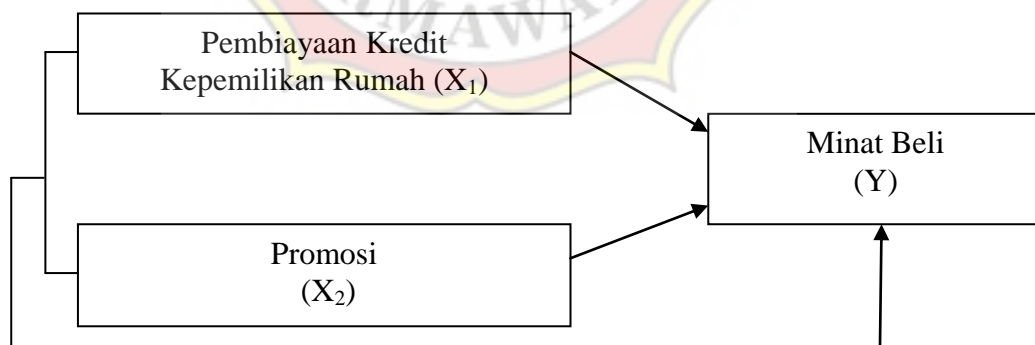 Pembiayaan Kredit
Kepemilikan Rumah (X₁)
Minat Beli
(Y)
Promosi
(X₂)